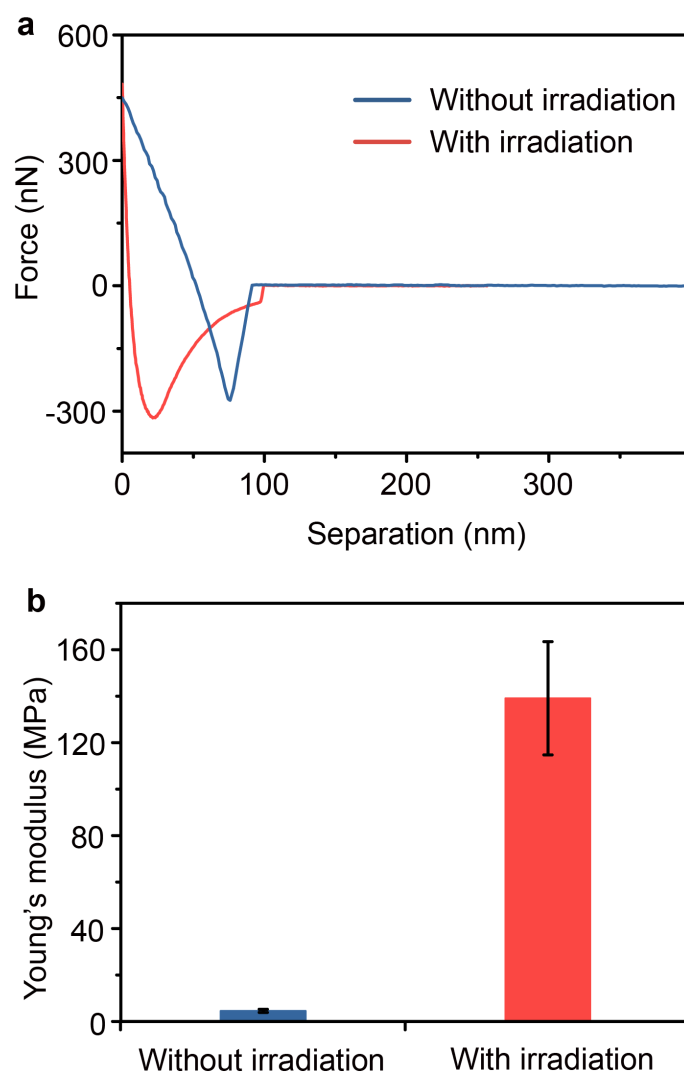 a
600
300
0
-300
Force (nN)
Without irradiation
With irradiation
0 100 200 300
Separation (nm)
b
160
120
80
40
0
Young's modulus (MPa)
Without irradiation With irradiation